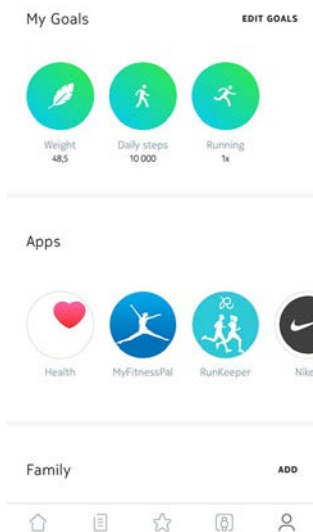 My Goals EDIT GOALS
Weight Daily steps Running
48,5 10 000 1x
Apps
Health MyFitnessPal RunKeeper Nike
Family ADD